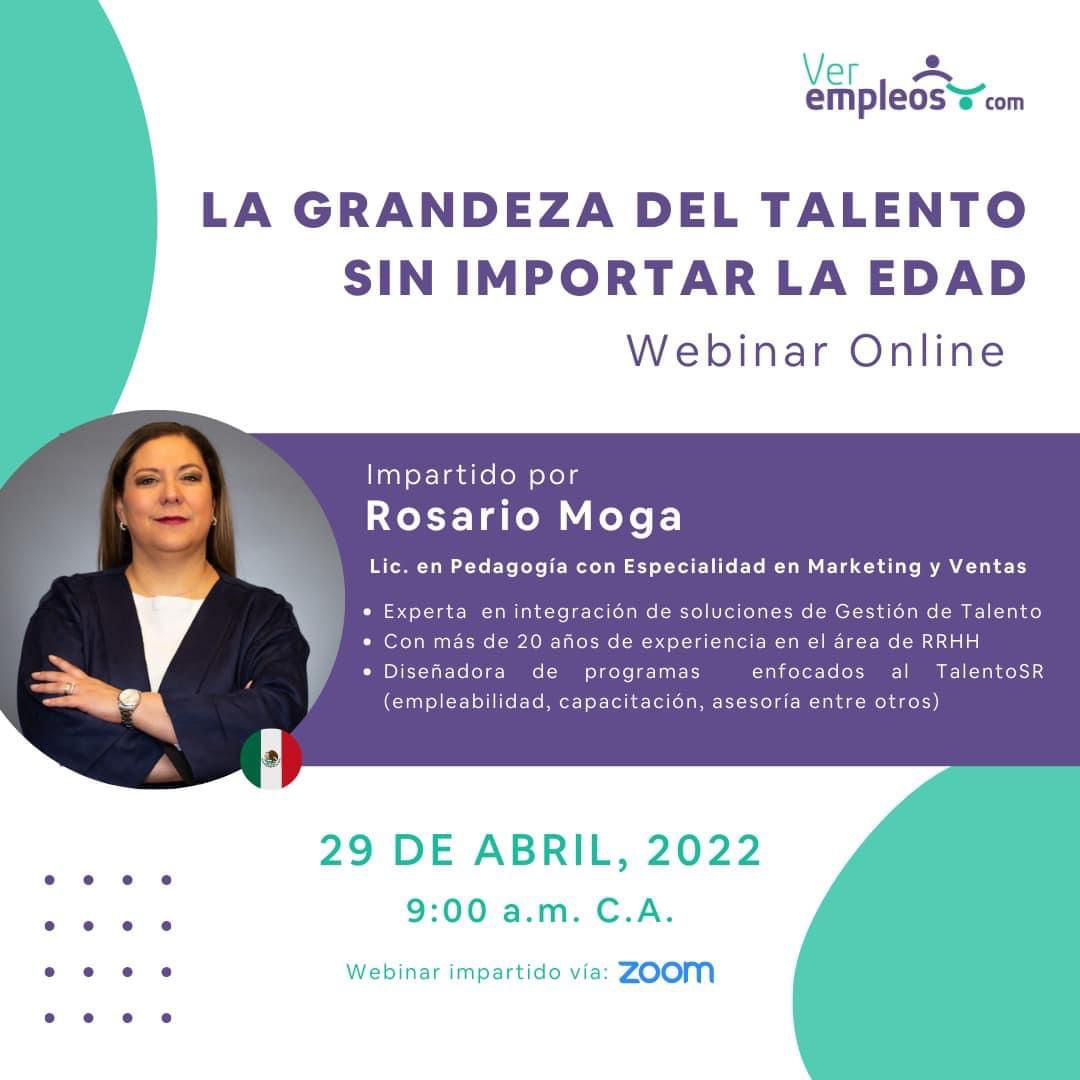 Ver
empleos.com
LA GRANDEZA DEL TALENTO
SIN IMPORTAR LA EDAD
Webinar Online
Impartido por
Rosario Moga
Lic. en Pedagogía con Especialidad en Marketing y Ventas
• Experta en integración de soluciones de Gestión de Talento
• Con más de 20 años de experiencia en el área de RRHH
• Diseñadora de programas enfocados al TalentoSR
(empleabilidad, capacitación, asesoría entre otros)
29 DE ABRIL, 2022
9:00 a.m. C.A.
Webinar impartido vía: zoom